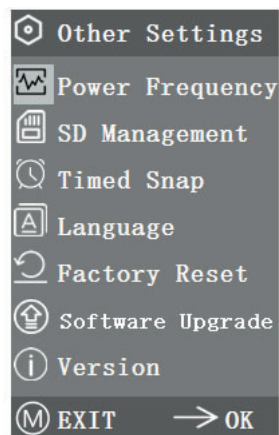 Other Settings
Power Frequency
SD Management
Timed Snap
A Language
Factory Reset
Software Upgrade
i Version
M EXIT → OK